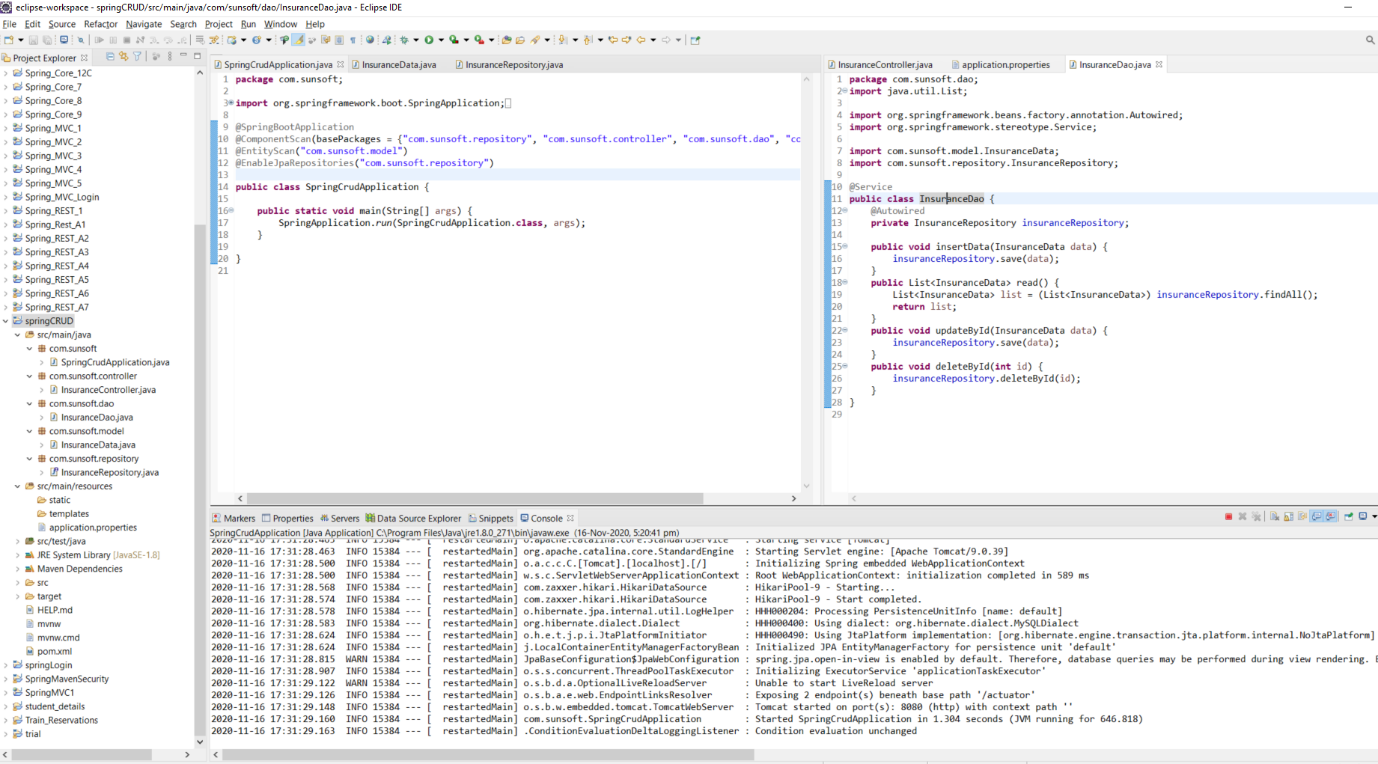 eclipse-workspace - springCRUD/src/main/java/com/sunsoft/dao/InsuranceDao.java - Eclipse IDE
File Edit Source Refactor Navigate Search Project Run Window Help
Project Explorer
Spring_Core_12C
Spring_Core_7
Spring_Core_8
Spring_Core_9
Spring_MVC_1
Spring_MVC_2
Spring_MVC_3
Spring_MVC_4
Spring_MVC_5
Spring_MVC_Login
Spring_REST_1
Spring_Rest_A1
Spring_REST_A2
Spring_REST_A3
Spring_REST_A4
Spring_REST_A5
Spring_REST_A6
Spring_REST_A7
springCRUD
src/main/java
com.sunsoft
SpringCrudApplication.java
com.sunsoft.controller
InsuranceController.java
com.sunsoft.dao
InsuranceDao.java
com.sunsoft.model
InsuranceData.java
com.sunsoft.repository
InsuranceRepository.java
src/main/resources
static
templates
application.properties
src/test/java
JRE System Library [JavaSE-1.8]
Maven Dependencies
src
target
HELP.md
mvnw
mvnw.cmd
pom.xml
springLogin
SpringMavenSecurity
SpringMVC1
student_details
Train_Reservations
trial
SpringCrudApplication.java InsuranceData.java InsuranceRepository.java
1 package com.sunsoft;
2
3 import org.springframework.boot.SpringApplication;
8
9 @SpringBootApplication
10 @ComponentScan(basePackages = {"com.sunsoft.repository", "com.sunsoft.controller", "com.sunsoft.dao", "cc
11 @EntityScan("com.sunsoft.model")
12 @EnableJpaRepositories("com.sunsoft.repository")
13
14 public class SpringCrudApplication {
15
16 public static void main(String[] args) {
17 SpringApplication.run(SpringCrudApplication.class, args);
18 }
19
20 }
21
InsuranceController.java application.properties InsuranceDao.java
1 package com.sunsoft.dao;
2 import java.util.List;
3
4 import org.springframework.beans.factory.annotation.Autowired;
5 import org.springframework.stereotype.Service;
6
7 import com.sunsoft.model.InsuranceData;
8 import com.sunsoft.repository.InsuranceRepository;
9
10 @Service
11 public class InsuranceDao {
12 @Autowired
13 private InsuranceRepository insuranceRepository;
14
15 public void insertData(InsuranceData data) {
16 insuranceRepository.save(data);
17 }
18 public List<InsuranceData> read() {
19 List<InsuranceData> list = (List<InsuranceData>) insuranceRepository.findAll();
20 return list;
21 }
22 public void updateById(InsuranceData data) {
23 insuranceRepository.save(data);
24 }
25 public void deleteById(int id) {
26 insuranceRepository.deleteById(id);
27 }
28 }
29
Markers Properties Servers Data Source Explorer Snippets Console
SpringCrudApplication [Java Application] C:\Program Files\Java\jre1.8.0_271\bin\javaw.exe (16-Nov-2020, 5:20:41 pm)
2020-11-16 17:31:28.463 INFO 15384 --- [ restartedMain] o.apache.catalina.core.StandardService : Starting service [Tomcat]
2020-11-16 17:31:28.463 INFO 15384 --- [ restartedMain] org.apache.catalina.core.StandardEngine : Starting Servlet engine: [Apache Tomcat/9.0.39]
2020-11-16 17:31:28.500 INFO 15384 --- [ restartedMain] o.a.c.c.C.[Tomcat].[localhost].[/] : Initializing Spring embedded WebApplicationContext
2020-11-16 17:31:28.500 INFO 15384 --- [ restartedMain] w.s.c.ServletWebServerApplicationContext : Root WebApplicationContext: initialization completed in 589 ms
2020-11-16 17:31:28.568 INFO 15384 --- [ restartedMain] com.zaxxer.hikari.HikariDataSource : HikariPool-9 - Starting...
2020-11-16 17:31:28.574 INFO 15384 --- [ restartedMain] com.zaxxer.hikari.HikariDataSource : HikariPool-9 - Start completed.
2020-11-16 17:31:28.578 INFO 15384 --- [ restartedMain] o.hibernate.jpa.internal.util.LogHelper : HHH000204: Processing PersistenceUnitInfo [name: default]
2020-11-16 17:31:28.583 INFO 15384 --- [ restartedMain] org.hibernate.dialect.Dialect : HHH000400: Using dialect: org.hibernate.dialect.MySQLDialect
2020-11-16 17:31:28.624 INFO 15384 --- [ restartedMain] o.h.e.t.j.p.i.JtaPlatformInitiator : HHH000490: Using JtaPlatform implementation: [org.hibernate.engine.transaction.jta.platform.internal.NoJtaPlatform]
2020-11-16 17:31:28.624 INFO 15384 --- [ restartedMain] j.LocalContainerEntityManagerFactoryBean : Initialized JPA EntityManagerFactory for persistence unit 'default'
2020-11-16 17:31:28.815 WARN 15384 --- [ restartedMain] JpaBaseConfiguration$JpaWebConfiguration : spring.jpa.open-in-view is enabled by default. Therefore, database queries may be performed during view rendering. E
2020-11-16 17:31:28.907 INFO 15384 --- [ restartedMain] o.s.s.concurrent.ThreadPoolTaskExecutor : Initializing ExecutorService 'applicationTaskExecutor'
2020-11-16 17:31:29.122 WARN 15384 --- [ restartedMain] o.s.b.d.a.OptionalLiveReloadServer : Unable to start LiveReload server
2020-11-16 17:31:29.126 INFO 15384 --- [ restartedMain] o.s.b.a.e.web.EndpointLinksResolver : Exposing 2 endpoint(s) beneath base path '/actuator'
2020-11-16 17:31:29.148 INFO 15384 --- [ restartedMain] o.s.b.w.embedded.tomcat.TomcatWebServer : Tomcat started on port(s): 8080 (http) with context path ''
2020-11-16 17:31:29.160 INFO 15384 --- [ restartedMain] com.sunsoft.SpringCrudApplication : Started SpringCrudApplication in 1.304 seconds (JVM running for 646.818)
2020-11-16 17:31:29.163 INFO 15384 --- [ restartedMain] .ConditionEvaluationDeltaLoggingListener : Condition evaluation unchanged